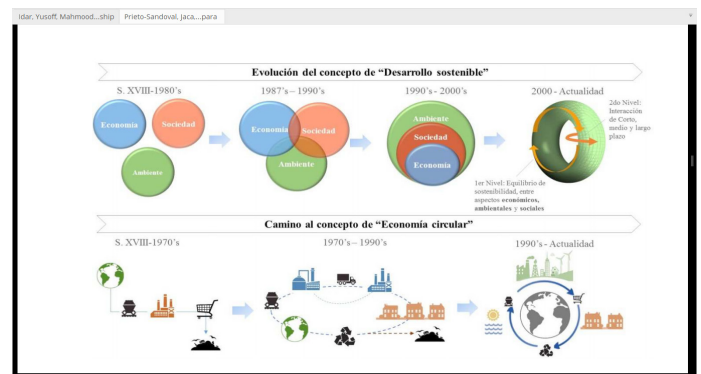 Idar, Yusoff, Mahmood...ship
Prieto-Sandoval, Jaca,...para
Evolución del concepto de “Desarrollo sostenible”
S. XVIII-1980’s
1987’s – 1990’s
1990’s - 2000’s
2000 - Actualidad
Economía
Sociedad
Ambiente
Economía
Sociedad
Ambiente
Ambiente
Sociedad
Economía
2do Nivel:
Interacción
de Corto,
medio y largo
plazo
1er Nivel: Equilibrio de
sostenibilidad, entre
aspectos económicos,
ambientales y sociales
Camino al concepto de “Economía circular”
S. XVIII-1970’s
1970’s – 1990’s
1990’s - Actualidad